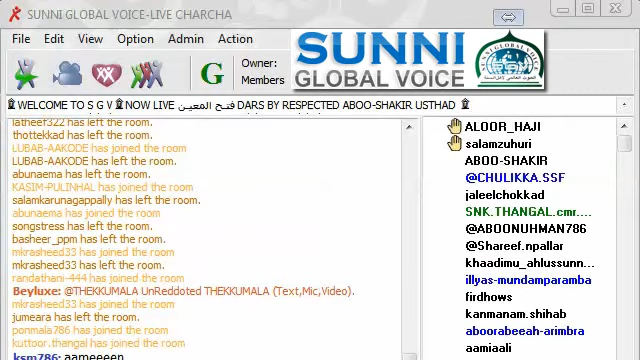 SUNNI GLOBAL VOICE-LIVE CHARCHA
File Edit View Option Admin Action
SUNNI
GLOBAL VOICE
SUNNI GLOBAL VOICE
G Owner:
Members
WELCOME TO S G V NOW LIVE فتح المعين DARS BY RESPECTED ABOO-SHAKIR USTHAD
latheef322 has left the room.
thottekkad has left the room.
LUBAB-AAKODE has joined the room
LUBAB-AAKODE has left the room.
abunaema has left the room.
KASIM-PULINHAL has joined the room
salamkarunagappally has left the room.
abunaema has joined the room
songstress has left the room.
basheer_ppm has left the room.
mkrasheed33 has joined the room
mkrasheed33 has left the room.
randathani-444 has joined the room
Beyluxe: @THEKKUMALA UnReddoted THEKKUMALA (Text,Mic,Video).
mkrasheed33 has joined the room
jumeara has left the room.
ponmala786 has joined the room
kuttoor.thangal has joined the room
ksm786: aameeeen
ALOOR_HAJI
salamzuhuri
ABOO-SHAKIR
@CHULIKKA.SSF
jaleelchokkad
SNK.THANGAL.cmr....
@ABOONUHMAN786
@Shareef.npallar
khaadimu_ahlussunn...
illyas-mundamparamba
firdhows
kanmanam.shihab
aboorabeeah-arimbra
aamiaali